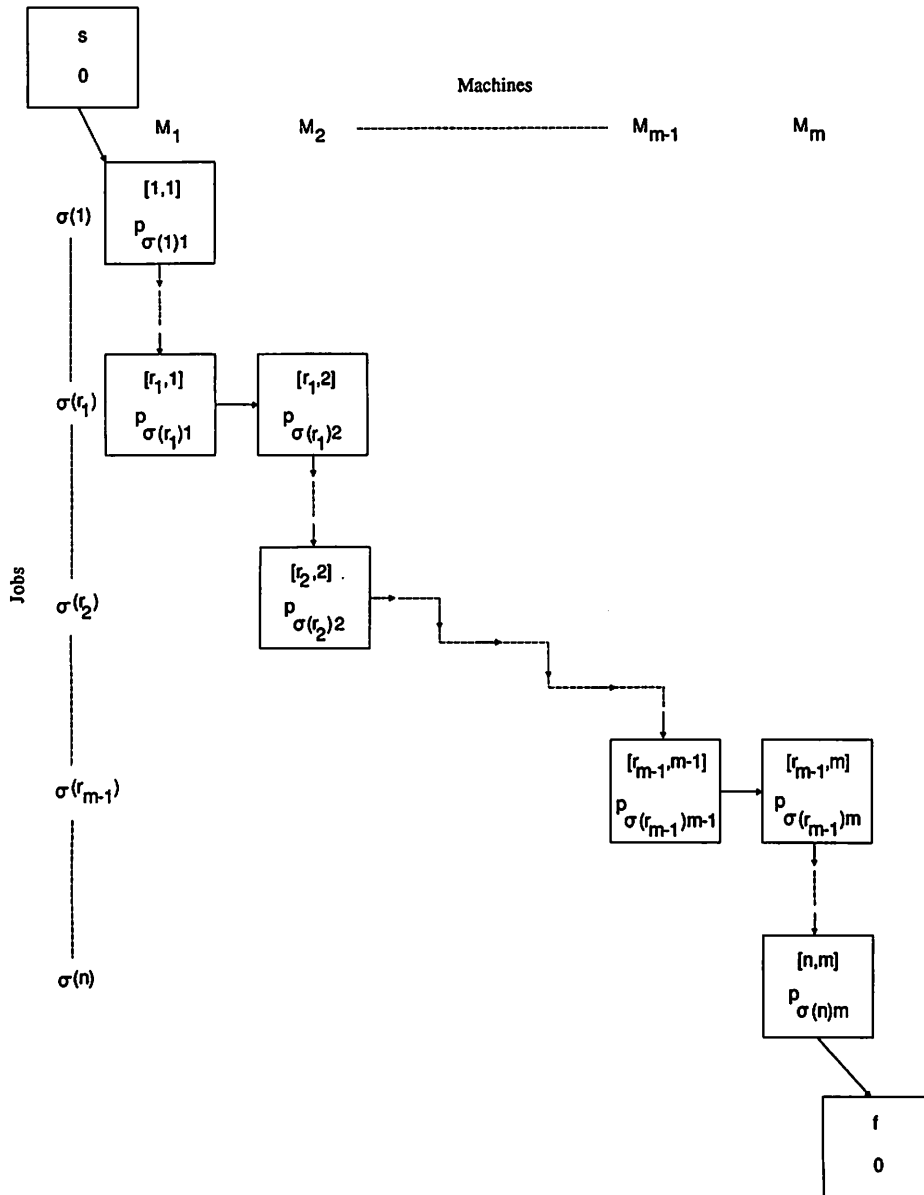 s
0
Machines
M1 M2 Mm-1 Mm
[1,1]
σ(1)
pσ(1)1
[r1,1] [r1,2]
σ(r1)
pσ(r1)1 pσ(r1)2
Jobs
[r2,2]
σ(r2)
pσ(r2)2
[rm-1,m-1] [rm-1,m]
σ(rm-1)
pσ(rm-1)m-1 pσ(rm-1)m
[n,m]
σ(n)
pσ(n)m
f
0